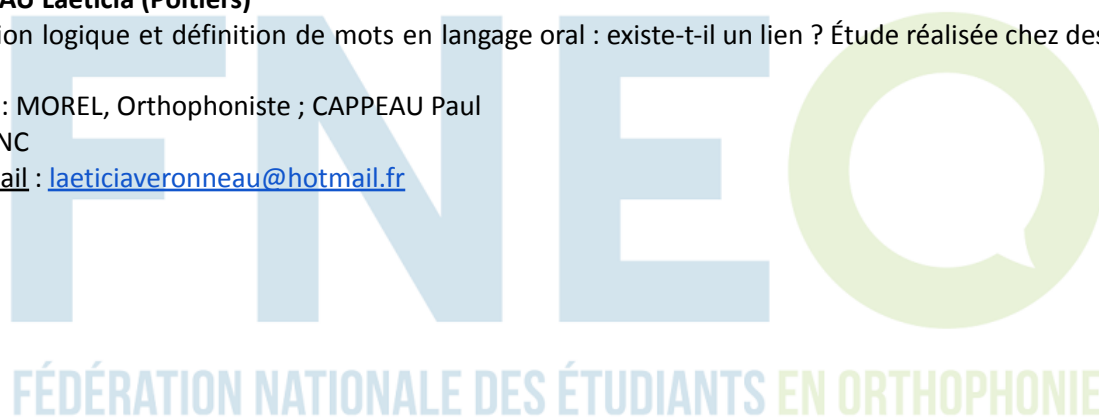 AU Laeticia (Poitiers)
ion logique et définition de mots en langage oral : existe-t-il un lien ? Étude réalisée chez des
: MOREL, Orthophoniste ; CAPPEAU Paul
NC
ail : laeticiaveronneau@hotmail.fr
FNEO
FÉDÉRATION NATIONALE DES ÉTUDIANTS EN ORTHOPHONIE